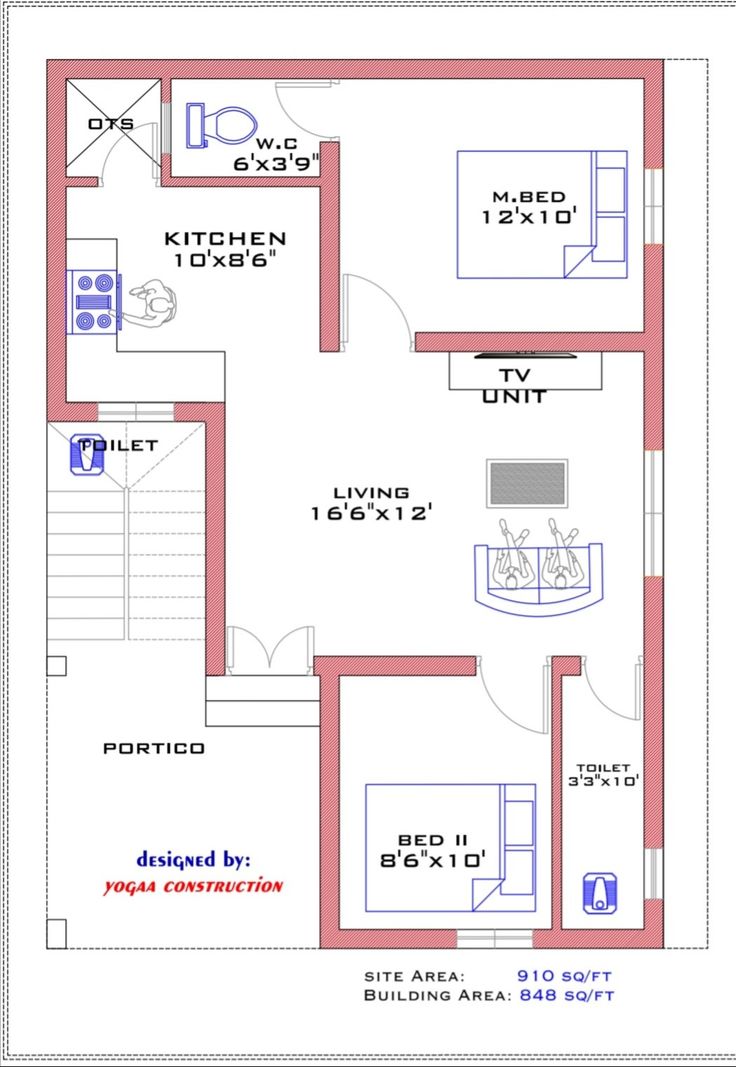 OTS
W.C
6'x3'9"
M.BED
12'x10'
KITCHEN
10'x8'6"
TV
UNIT
TOILET
LIVING
16'6"x12'
PORTICO
TOILET
3'3"x10'
BED II
8'6"x10'
designed by:
YOGAA CONSTRUCTION
SITE AREA: 910 SQ/FT
BUILDING AREA: 848 SQ/FT